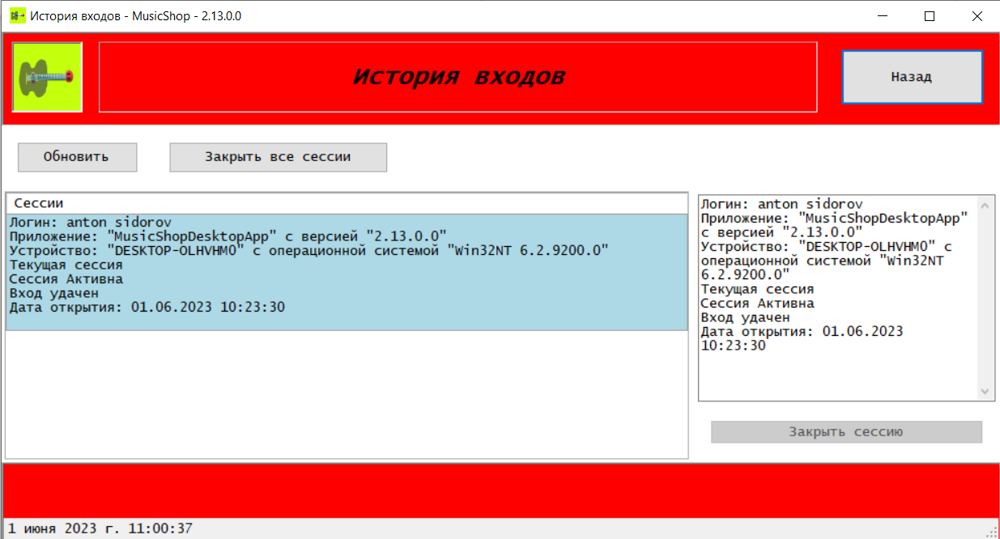 История входов - MusicShop - 2.13.0.0
История входов
Назад
Обновить
Закрыть все сессии
Сессии
Логин: anton sidorov
Приложение: "MusicShopDesktopApp" с версией "2.13.0.0"
Устройство: "DESKTOP-OLHVHM0" с операционной системой "Win32NT 6.2.9200.0"
Текущая сессия
Сессия Активна
Вход удачен
Дата открытия: 01.06.2023 10:23:30
Логин: anton sidorov
Приложение: "MusicShopDesktopApp"
с версией "2.13.0.0"
Устройство: "DESKTOP-OLHVHM0" с
операционной системой "Win32NT
6.2.9200.0"
Текущая сессия
Сессия Активна
Вход удачен
Дата открытия: 01.06.2023
10:23:30
Закрыть сессию
1 июня 2023 г. 11:00:37